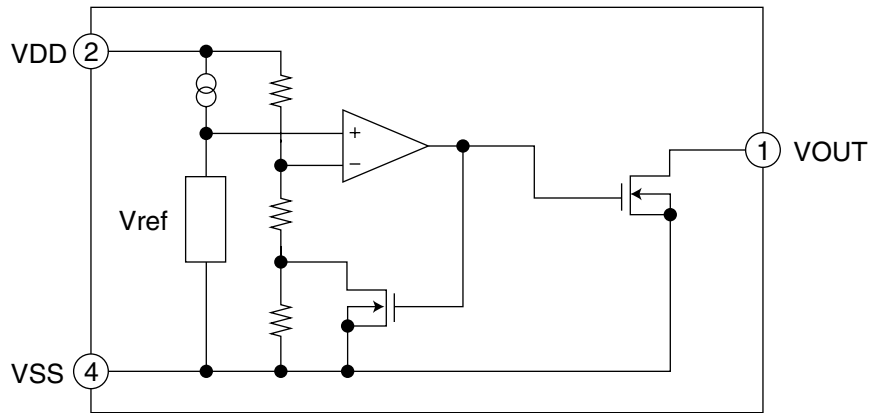 VDD 2
+
−
1 VOUT
Vref
VSS 4